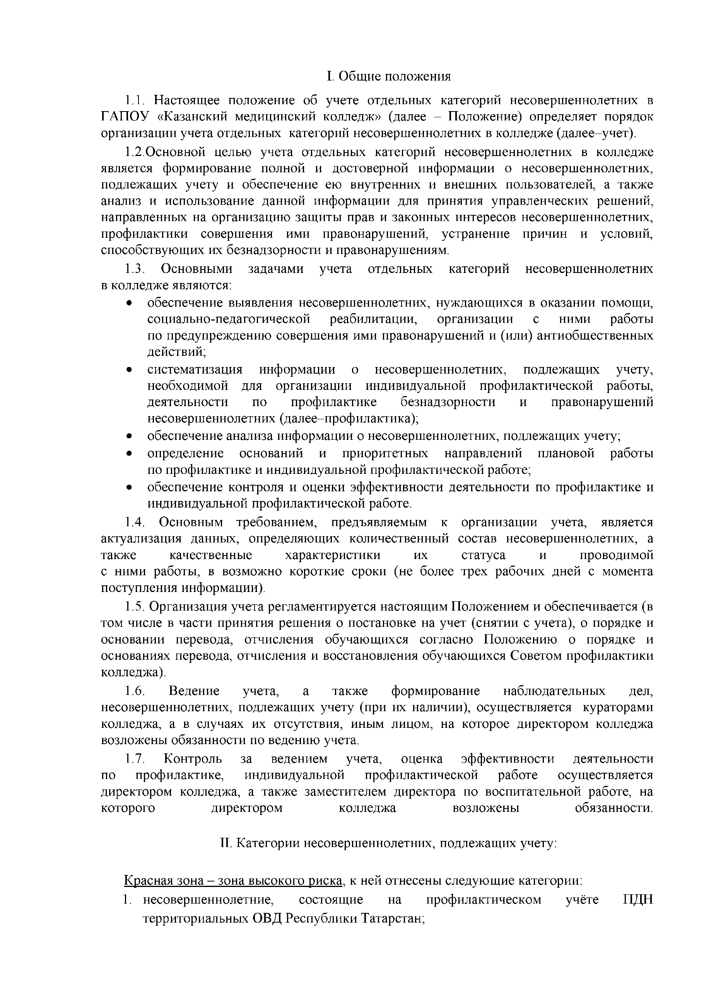 I. Общие положения
1.1. Настоящее положение об учете отдельных категорий несовершеннолетних в
ГАПОУ «Казанский медицинский колледж» (далее – Положение) определяет порядок
организации учета отдельных категорий несовершеннолетних в колледже (далее–учет).
1.2.Основной целью учета отдельных категорий несовершеннолетних в колледже
является формирование полной и достоверной информации о несовершеннолетних,
подлежащих учету и обеспечение ею внутренних и внешних пользователей, а также
анализ и использование данной информации для принятия управленческих решений,
направленных на организацию защиты прав и законных интересов несовершеннолетних,
профилактики совершения ими правонарушений, устранение причин и условий,
способствующих их безнадзорности и правонарушениям.
1.3. Основными задачами учета отдельных категорий несовершеннолетних
в колледже являются:
• обеспечение выявления несовершеннолетних, нуждающихся в оказании помощи,
социально-педагогической реабилитации, организации с ними работы
по предупреждению совершения ими правонарушений и (или) антиобщественных
действий;
• систематизация информации о несовершеннолетних, подлежащих учету,
необходимой для организации индивидуальной профилактической работы,
деятельности по профилактике безнадзорности и правонарушений
несовершеннолетних (далее–профилактика);
• обеспечение анализа информации о несовершеннолетних, подлежащих учету;
• определение оснований и приоритетных направлений плановой работы
по профилактике и индивидуальной профилактической работе;
• обеспечение контроля и оценки эффективности деятельности по профилактике и
индивидуальной профилактической работе.
1.4. Основным требованием, предъявляемым к организации учета, является
актуализация данных, определяющих количественный состав несовершеннолетних, а
также качественные характеристики их статуса и проводимой
с ними работы, в возможно короткие сроки (не более трех рабочих дней с момента
поступления информации).
1.5. Организация учета регламентируется настоящим Положением и обеспечивается (в
том числе в части принятия решения о постановке на учет (снятии с учета), о порядке и
основании перевода, отчисления обучающихся согласно Положению о порядке и
основаниях перевода, отчисления и восстановления обучающихся Советом профилактики
колледжа).
1.6. Ведение учета, а также формирование наблюдательных дел,
несовершеннолетних, подлежащих учету (при их наличии), осуществляется кураторами
колледжа, а в случаях их отсутствия, иным лицом, на которое директором колледжа
возложены обязанности по ведению учета.
1.7. Контроль за ведением учета, оценка эффективности деятельности
по профилактике, индивидуальной профилактической работе осуществляется
директором колледжа, а также заместителем директора по воспитательной работе, на
которого директором колледжа возложены обязанности.
II. Категории несовершеннолетних, подлежащих учету:
Красная зона – зона высокого риска, к ней отнесены следующие категории:
1. несовершеннолетние, состоящие на профилактическом учёте ПДН
территориальных ОВД Республики Татарстан;